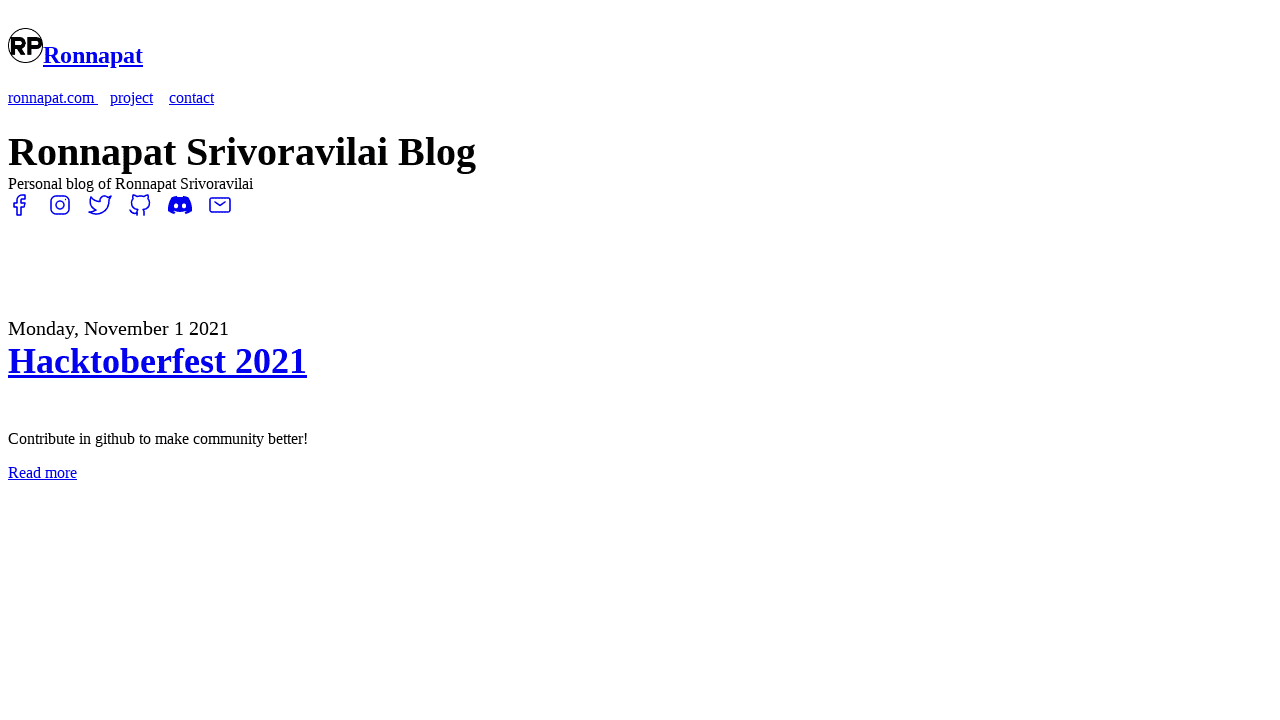 RP Ronnapat
ronnapat.com project contact
Ronnapat Srivoravilai Blog
Personal blog of Ronnapat Srivoravilai
Monday, November 1 2021
Hacktoberfest 2021
Contribute in github to make community better!
Read more